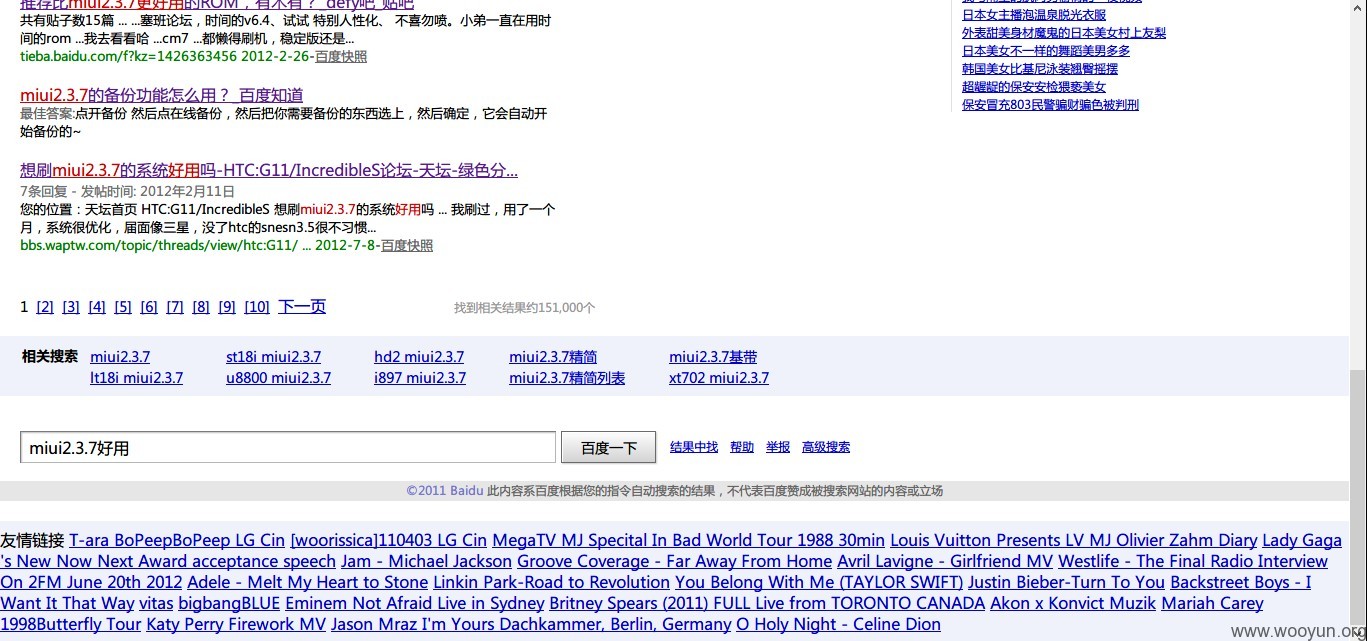 推荐比miui2.3.7更好用的ROM，有木有？_defy吧_贴吧
共有贴子数15篇 ... ...塞班论坛，时间的v6.4、试试 特别人性化、 不喜勿喷。小弟一直在用时
间的rom ...我去看看哈 ...cm7 ...都懒得刷机，稳定版还是...
tieba.baidu.com/f?kz=1426363456 2012-2-26-百度快照
miui2.3.7的备份功能怎么用？_百度知道
最佳答案:点开备份 然后点在线备份，然后把你需要备份的东西选上，然后确定，它会自动开
始备份的~
想刷miui2.3.7的系统好用吗-HTC:G11/IncredibleS论坛-天坛-绿色分...
7条回复 - 发帖时间: 2012年2月11日
您的位置：天坛首页 HTC:G11/IncredibleS 想刷miui2.3.7的系统好用吗 ... 我刷过，用了一个
月，系统很优化，届面像三星，没了htc的snesn3.5很不习惯...
bbs.waptw.com/topic/threads/view/htc:G11/ ... 2012-7-8-百度快照
日本女主播泡温泉脱光衣服
外表甜美身材魔鬼的日本美女村上友梨
日本美女不一样的舞蹈美男多多
韩国美女比基尼泳装翘臀摇摆
超龌龊的保安安检猥亵美女
保安冒充803民警骗财骗色被判刑
1 [2] [3] [4] [5] [6] [7] [8] [9] [10] 下一页 找到相关结果约151,000个
相关搜索 miui2.3.7 st18i miui2.3.7 hd2 miui2.3.7 miui2.3.7精简 miui2.3.7基带
lt18i miui2.3.7 u8800 miui2.3.7 i897 miui2.3.7 miui2.3.7精简列表 xt702 miui2.3.7
miui2.3.7好用 百度一下 结果中找 帮助 举报 高级搜索
©2011 Baidu 此内容系百度根据您的指令自动搜索的结果，不代表百度赞成被搜索网站的内容或立场
友情链接 T-ara BoPeepBoPeep LG Cin [woorissica]110403 LG Cin MegaTV MJ Specital In Bad World Tour 1988 30min Louis Vuitton Presents LV MJ Olivier Zahm Diary Lady Gaga
's New Now Next Award acceptance speech Jam - Michael Jackson Groove Coverage - Far Away From Home Avril Lavigne - Girlfriend MV Westlife - The Final Radio Interview
On 2FM June 20th 2012 Adele - Melt My Heart to Stone Linkin Park-Road to Revolution You Belong With Me (TAYLOR SWIFT) Justin Bieber-Turn To You Backstreet Boys - I
Want It That Way vitas bigbangBLUE Eminem Not Afraid Live in Sydney Britney Spears (2011) FULL Live from TORONTO CANADA Akon x Konvict Muzik Mariah Carey
1998Butterfly Tour Katy Perry Firework MV Jason Mraz I'm Yours Dachkammer, Berlin, Germany O Holy Night - Celine Dion
www.wooyun.org